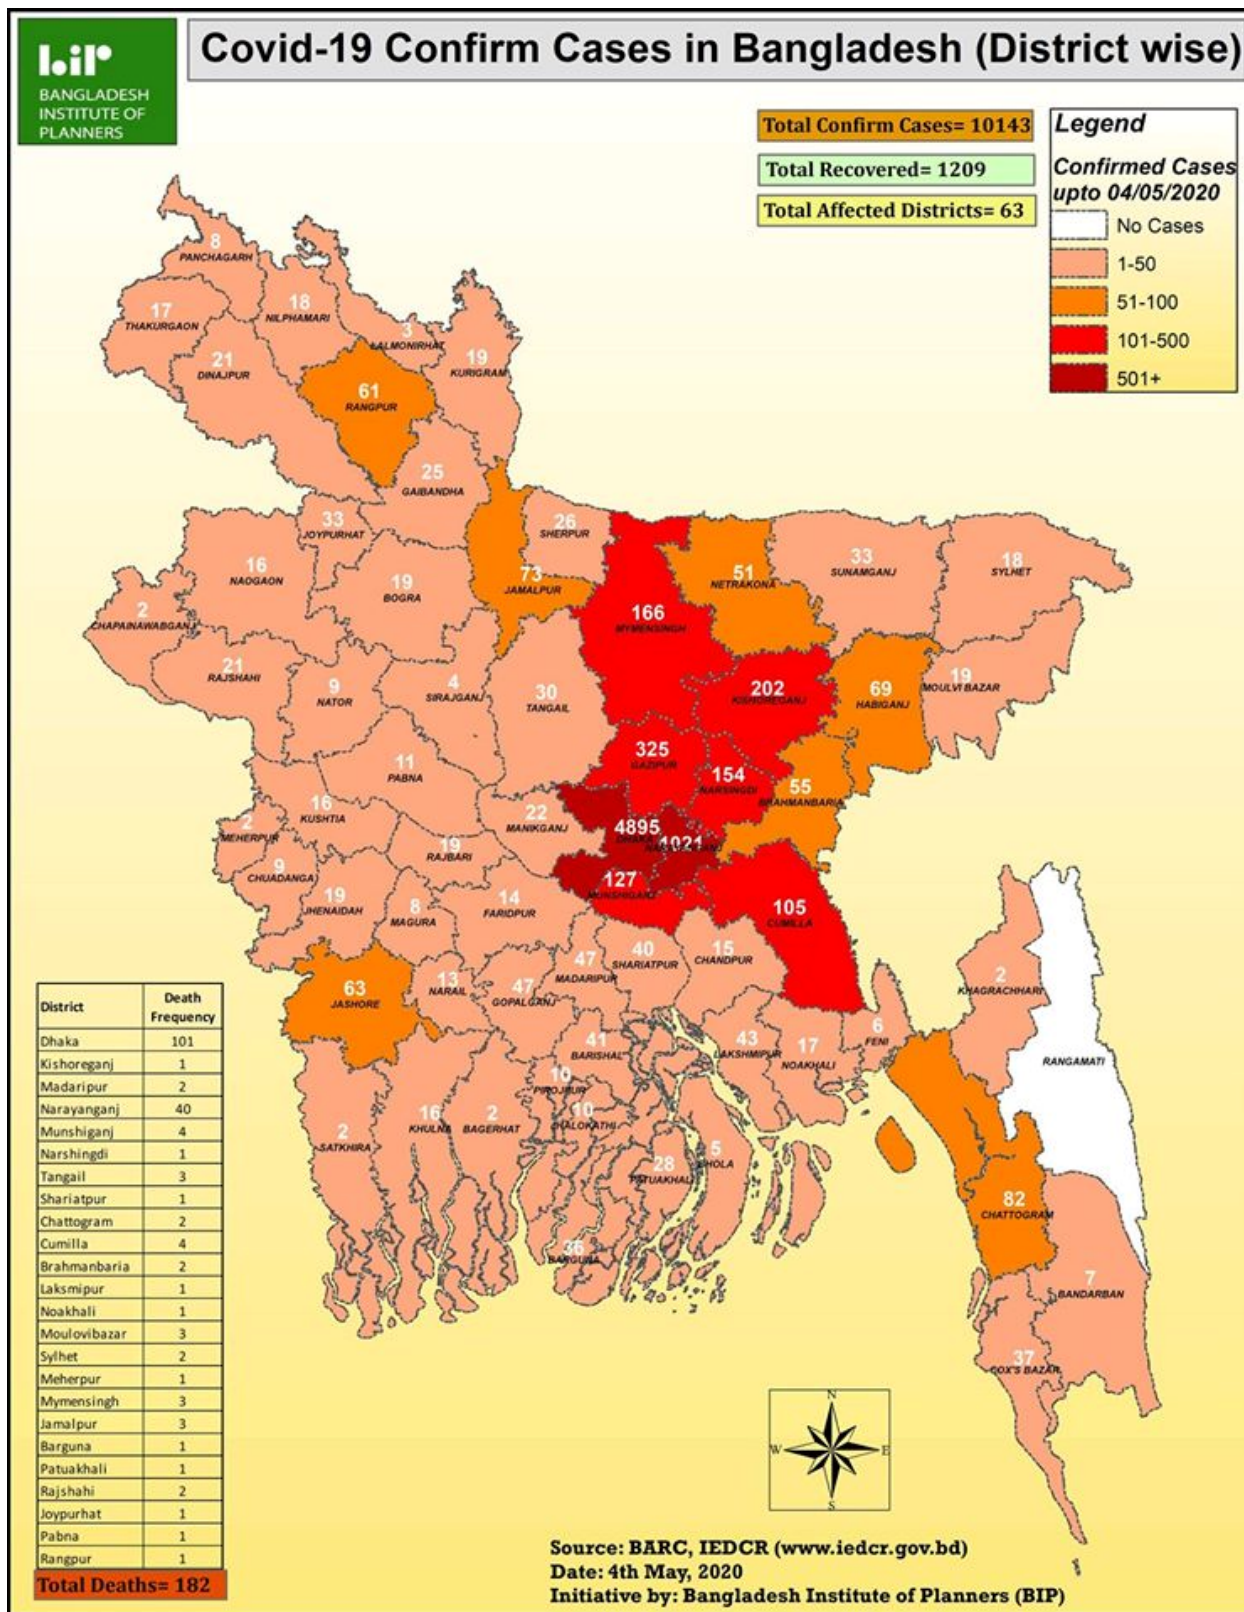 bip
BANGLADESH
INSTITUTE OF
PLANNERS
Covid-19 Confirm Cases in Bangladesh (District wise)
Total Confirm Cases= 10143
Total Recovered= 1209
Total Affected Districts= 63
Legend
Confirmed Cases
upto 04/05/2020
No Cases
1-50
51-100
101-500
501+
8
PANCHAGARH
17
THAKURGAON
18
NILPHAMARI
3
LALMONIRHAT
21
DINAJPUR
19
KURIGRAM
61
RANGPUR
25
GAIBANDHA
33
JOYPURHAT
26
SHERPUR
16
NAOGAON
19
BOGRA
73
JAMALPUR
51
NETRAKONA
33
SUNAMGANJ
18
SYLHET
2
CHAPAINAWABGANJ
166
MYMENSINGH
21
RAJSHAHI
9
NATOR
4
SIRAJGANJ
30
TANGAIL
202
KISHOREGANJ
69
HABIGANJ
19
MOULVI BAZAR
11
PABNA
325
GAZIPUR
154
NARSINGDI
55
BRAHMANBARIA
16
KUSHTIA
2
MEHERPUR
22
MANIKGANJ
4895
DHAKA
1021
19
RAJBARI
9
CHUADANGA
19
JHENAIDAH
8
MAGURA
14
FARIDPUR
127
MUNSHIGANJ
105
CUMILLA
63
JASHORE
13
NARAIL
47
GOPALGANJ
47
MADARIPUR
40
SHARIATPUR
15
CHANDPUR
2
KHAGRACHHARI
41
BARISHAL
43
LAKSHMIPUR
17
NOAKHALI
6
FENI
RANGAMATI
10
PIROJPUR
10
JHALOKATHI
2
SATKHIRA
16
KHULNA
2
BAGERHAT
28
PATUAKHALI
5
BHOLA
36
BARGUNA
82
CHATTOGRAM
7
BANDARBAN
37
COX'S BAZAR
District Death Frequency
Dhaka 101
Kishoreganj 1
Madaripur 2
Narayanganj 40
Munshiganj 4
Narshingdi 1
Tangail 3
Shariatpur 1
Chattogram 2
Cumilla 4
Brahmanbaria 2
Laksmipur 1
Noakhali 1
Moulovibazar 3
Sylhet 2
Meherpur 1
Mymensingh 3
Jamalpur 3
Barguna 1
Patuakhali 1
Rajshahi 2
Joypurhat 1
Pabna 1
Rangpur 1
Total Deaths= 182
N
W E
S
Source: BARC, IEDCR (www.iedcr.gov.bd)
Date: 4th May, 2020
Initiative by: Bangladesh Institute of Planners (BIP)